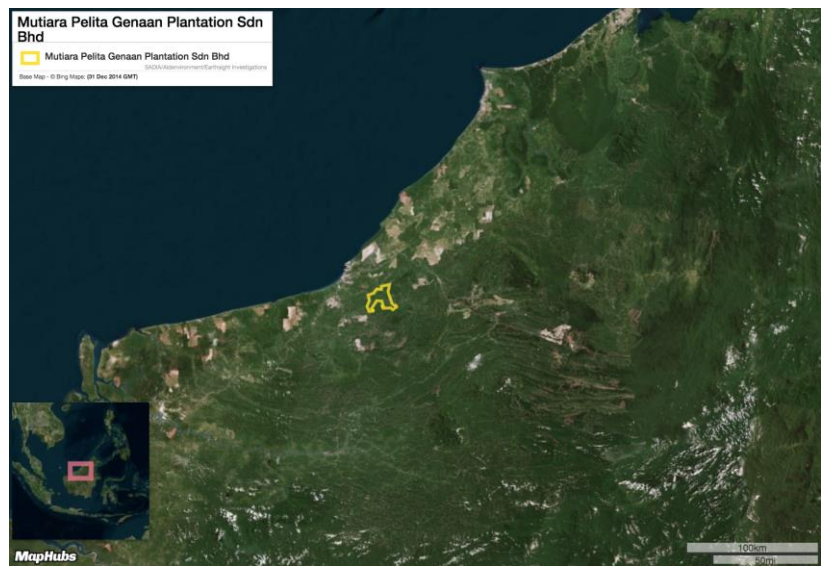 Mutiara Pelita Genaan Plantation Sdn
Bhd
Mutiara Pelita Genaan Plantation Sdn Bhd
SADIA/Aidenvironment/Earthsight Investigations
Base Map - © Bing Maps: (31 Dec 2014 GMT)
MapHubs
100km
50mi